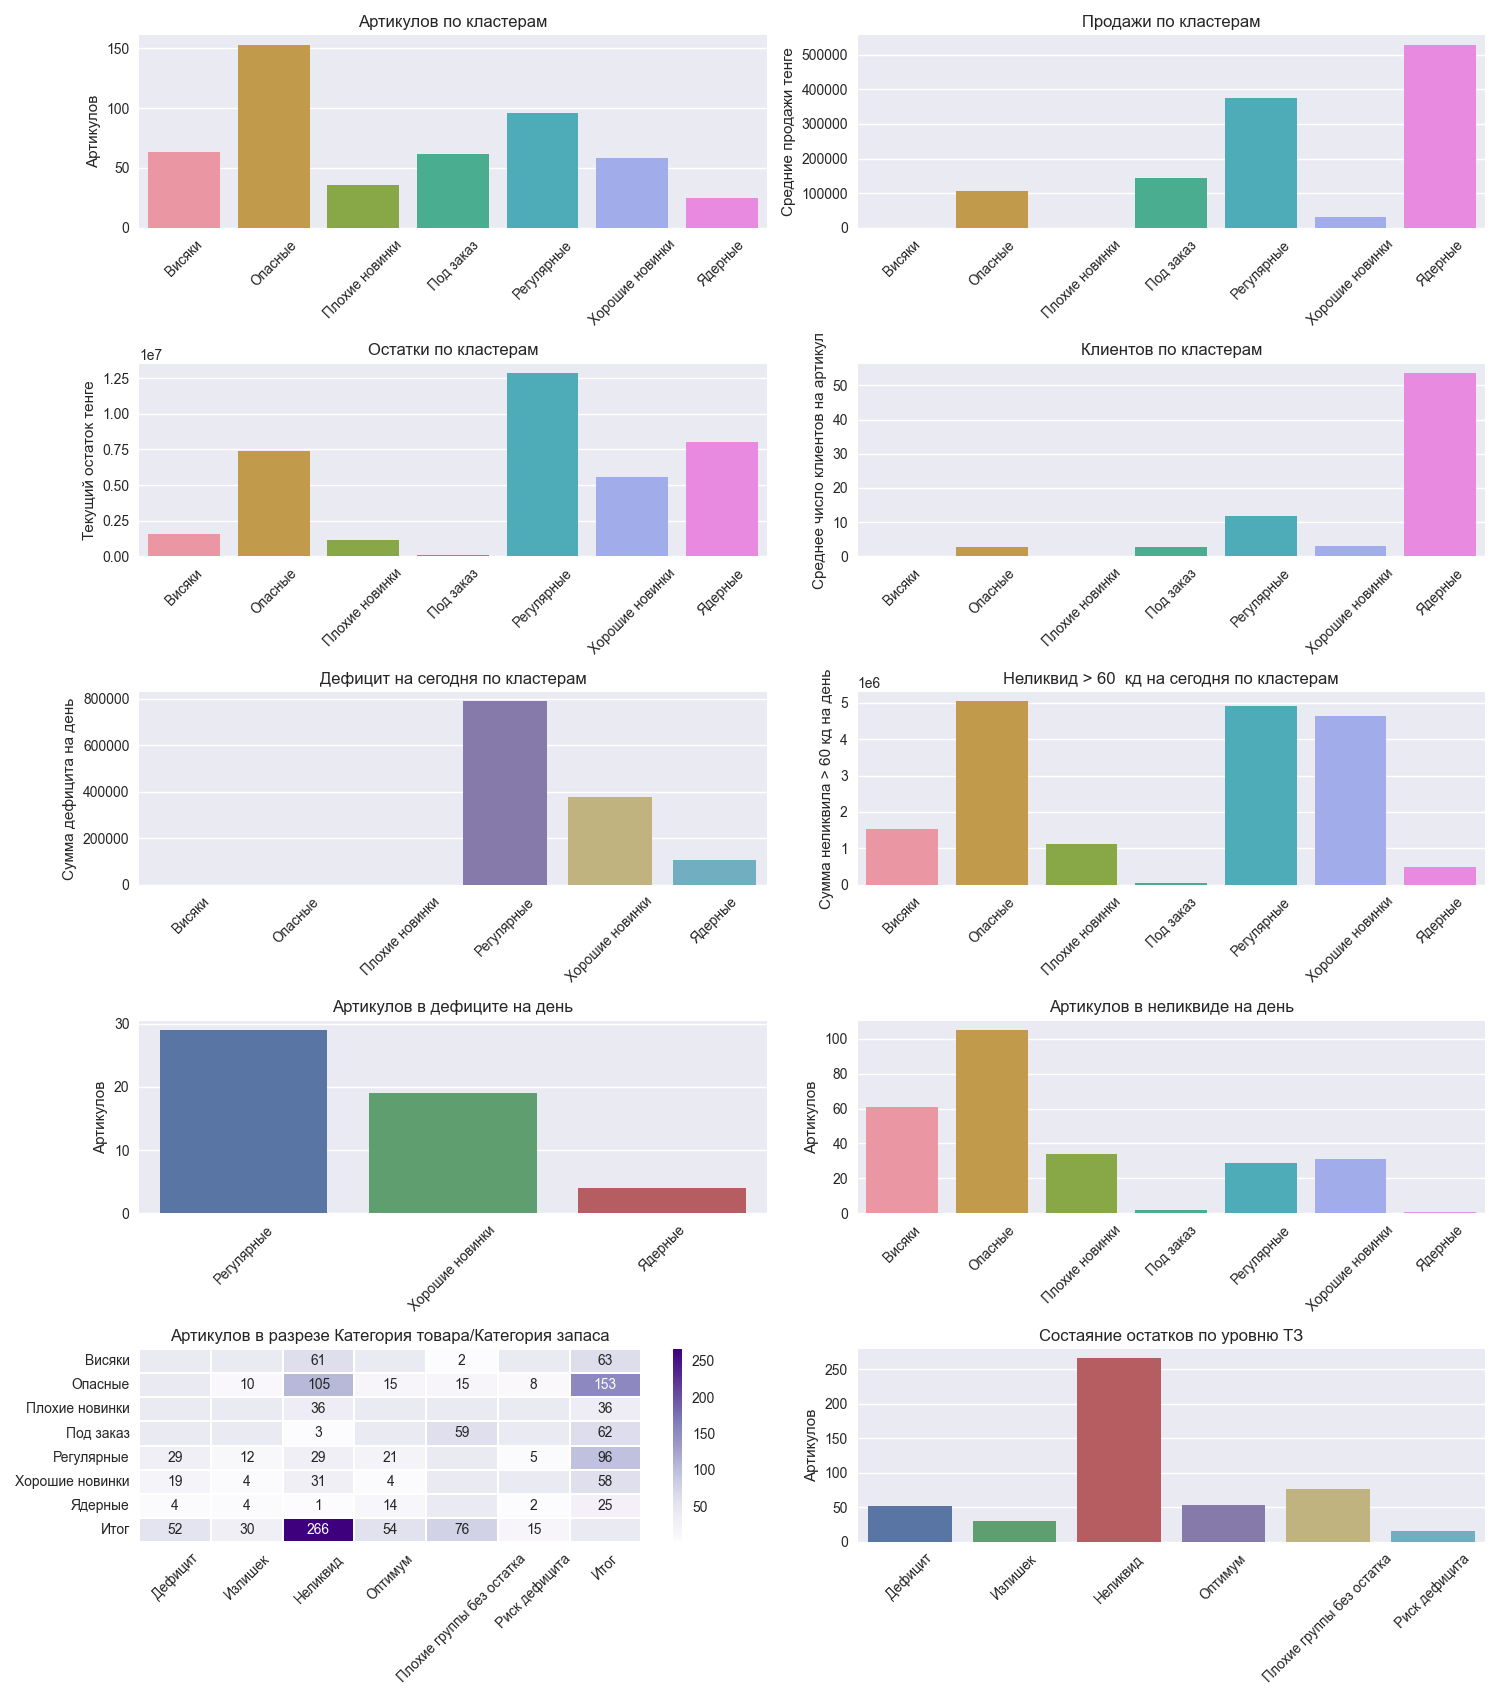 Артикулов по кластерам
Артикулов
150
100
50
0
Висяки
Опасные
Плохие новинки
Под заказ
Регулярные
Хорошие новинки
Ядерные
Продажи по кластерам
Средние продажи тенге
500000
400000
300000
200000
100000
0
Висяки
Опасные
Плохие новинки
Под заказ
Регулярные
Хорошие новинки
Ядерные
Остатки по кластерам
1e7
Текущий остаток тенге
1.25
1.00
0.75
0.50
0.25
0.00
Висяки
Опасные
Плохие новинки
Под заказ
Регулярные
Хорошие новинки
Ядерные
Клиентов по кластерам
Среднее число клиентов на артикул
50
40
30
20
10
0
Висяки
Опасные
Плохие новинки
Под заказ
Регулярные
Хорошие новинки
Ядерные
Дефицит на сегодня по кластерам
Сумма дефицита на день
800000
600000
400000
200000
0
Висяки
Опасные
Плохие новинки
Регулярные
Хорошие новинки
Ядерные
Неликвид > 60  кд на сегодня по кластерам
1e6
Сумма неликвила > 60 кд на день
5
4
3
2
1
0
Висяки
Опасные
Плохие новинки
Под заказ
Регулярные
Хорошие новинки
Ядерные
Артикулов в дефиците на день
Артикулов
30
20
10
0
Регулярные
Хорошие новинки
Ядерные
Артикулов в неликвиде на день
Артикулов
100
80
60
40
20
0
Висяки
Опасные
Плохие новинки
Под заказ
Регулярные
Хорошие новинки
Ядерные
Артикулов в разрезе Категория товара/Категория запаса
Висяки 61 2 63
Опасные 10 105 15 15 8 153
Плохие новинки 36 36
Под заказ 3 59 62
Регулярные 29 12 29 21 5 96
Хорошие новинки 19 4 31 4 58
Ядерные 4 4 1 14 2 25
Итог 52 30 266 54 76 15
Дефицит
Излишек
Неликвид
Оптимум
Плохие группы без остатка
Риск дефицита
Итог
250
200
150
100
50
Состаяние остатков по уровню ТЗ
Артикулов
250
200
150
100
50
0
Дефицит
Излишек
Неликвид
Оптимум
Плохие группы без остатка
Риск дефицита